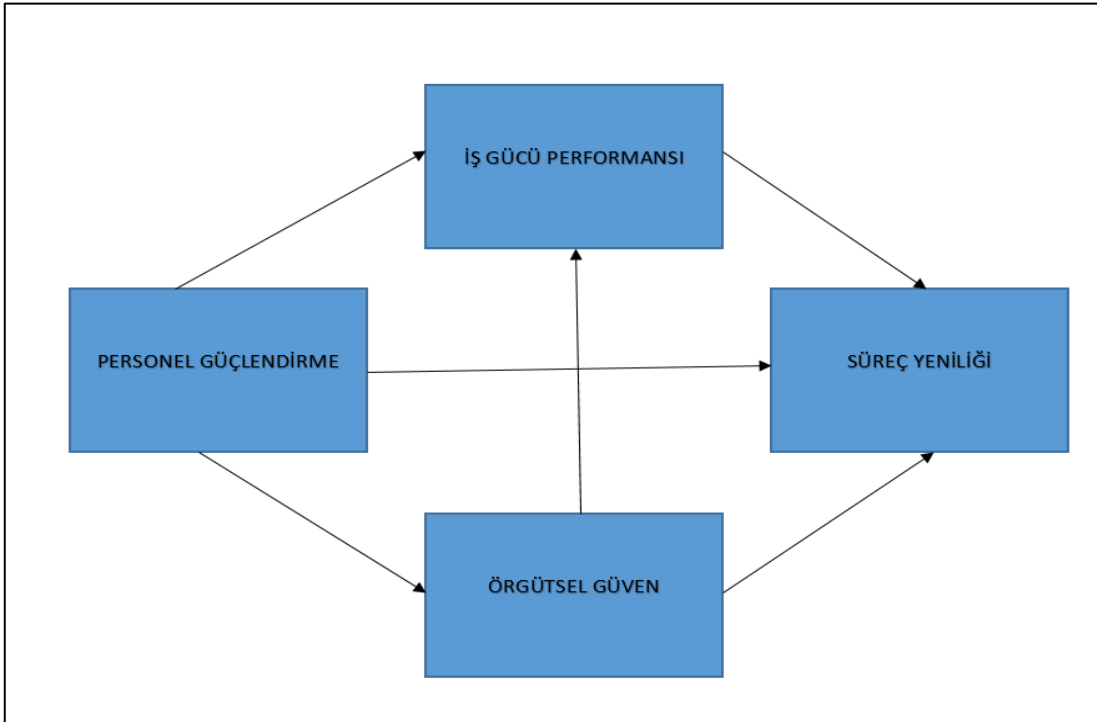 İŞ GÜCÜ PERFORMANSI
PERSONEL GÜÇLENDİRME
SÜREÇ YENİLİĞİ
ÖRGÜTSEL GÜVEN